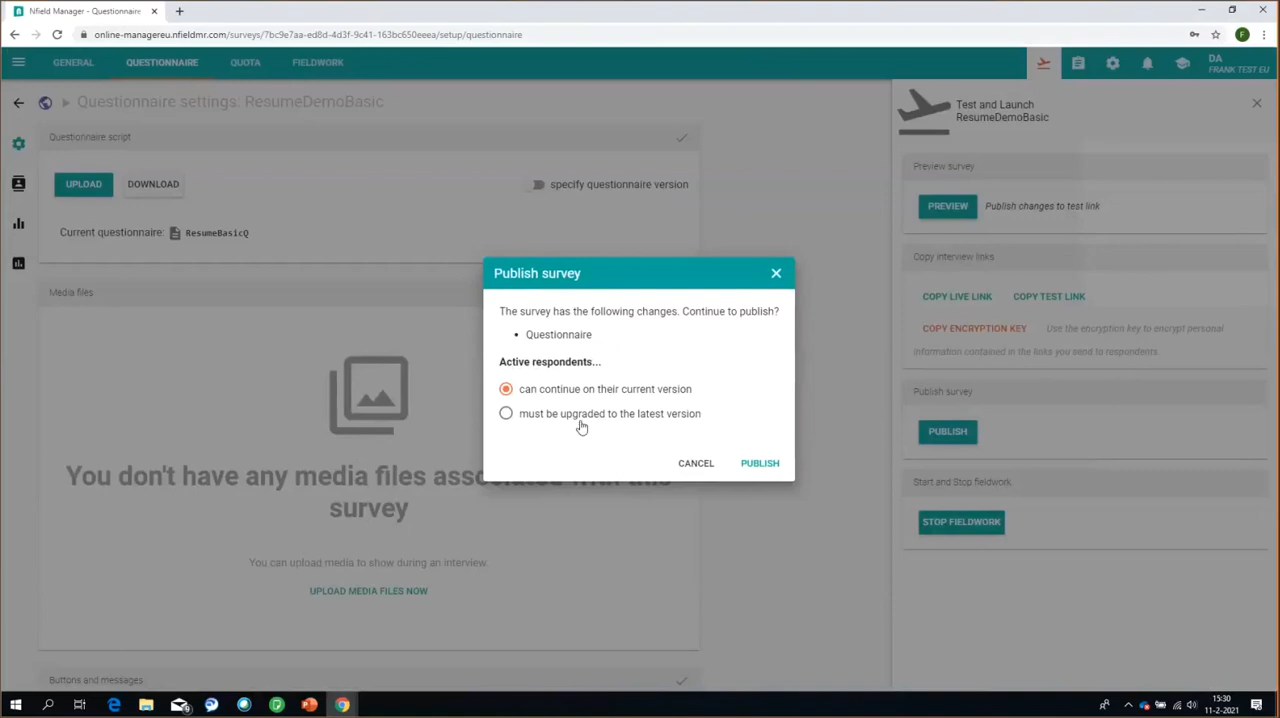 Nfield Manager - Questionnaire
online-managereu.nfieldmr.com/surveys/7bc9e7aa-ed8d-4d3f-9c41-163bc650eeea/setup/questionnaire
F
GENERAL QUESTIONNAIRE QUOTA FIELDWORK
DA
FRANK TEST EU
Questionnaire settings: ResumeDemoBasic
Questionnaire script
UPLOAD DOWNLOAD specify questionnaire version
Current questionnaire: ResumeBasicQ
Media files
You don't have any media files associated with this
survey
You can upload media to show during an interview.
UPLOAD MEDIA FILES NOW
Buttons and messages
Publish survey
The survey has the following changes. Continue to publish?
• Questionnaire
Active respondents...
can continue on their current version
must be upgraded to the latest version
CANCEL PUBLISH
Test and Launch
ResumeDemoBasic
Preview survey
PREVIEW Publish changes to test link
Copy interview links
COPY LIVE LINK COPY TEST LINK
COPY ENCRYPTION KEY Use the encryption key to encrypt personal
information contained in the links you send to respondents.
Publish survey
PUBLISH
Start and Stop fieldwork
STOP FIELDWORK
15:30
11-2-2021